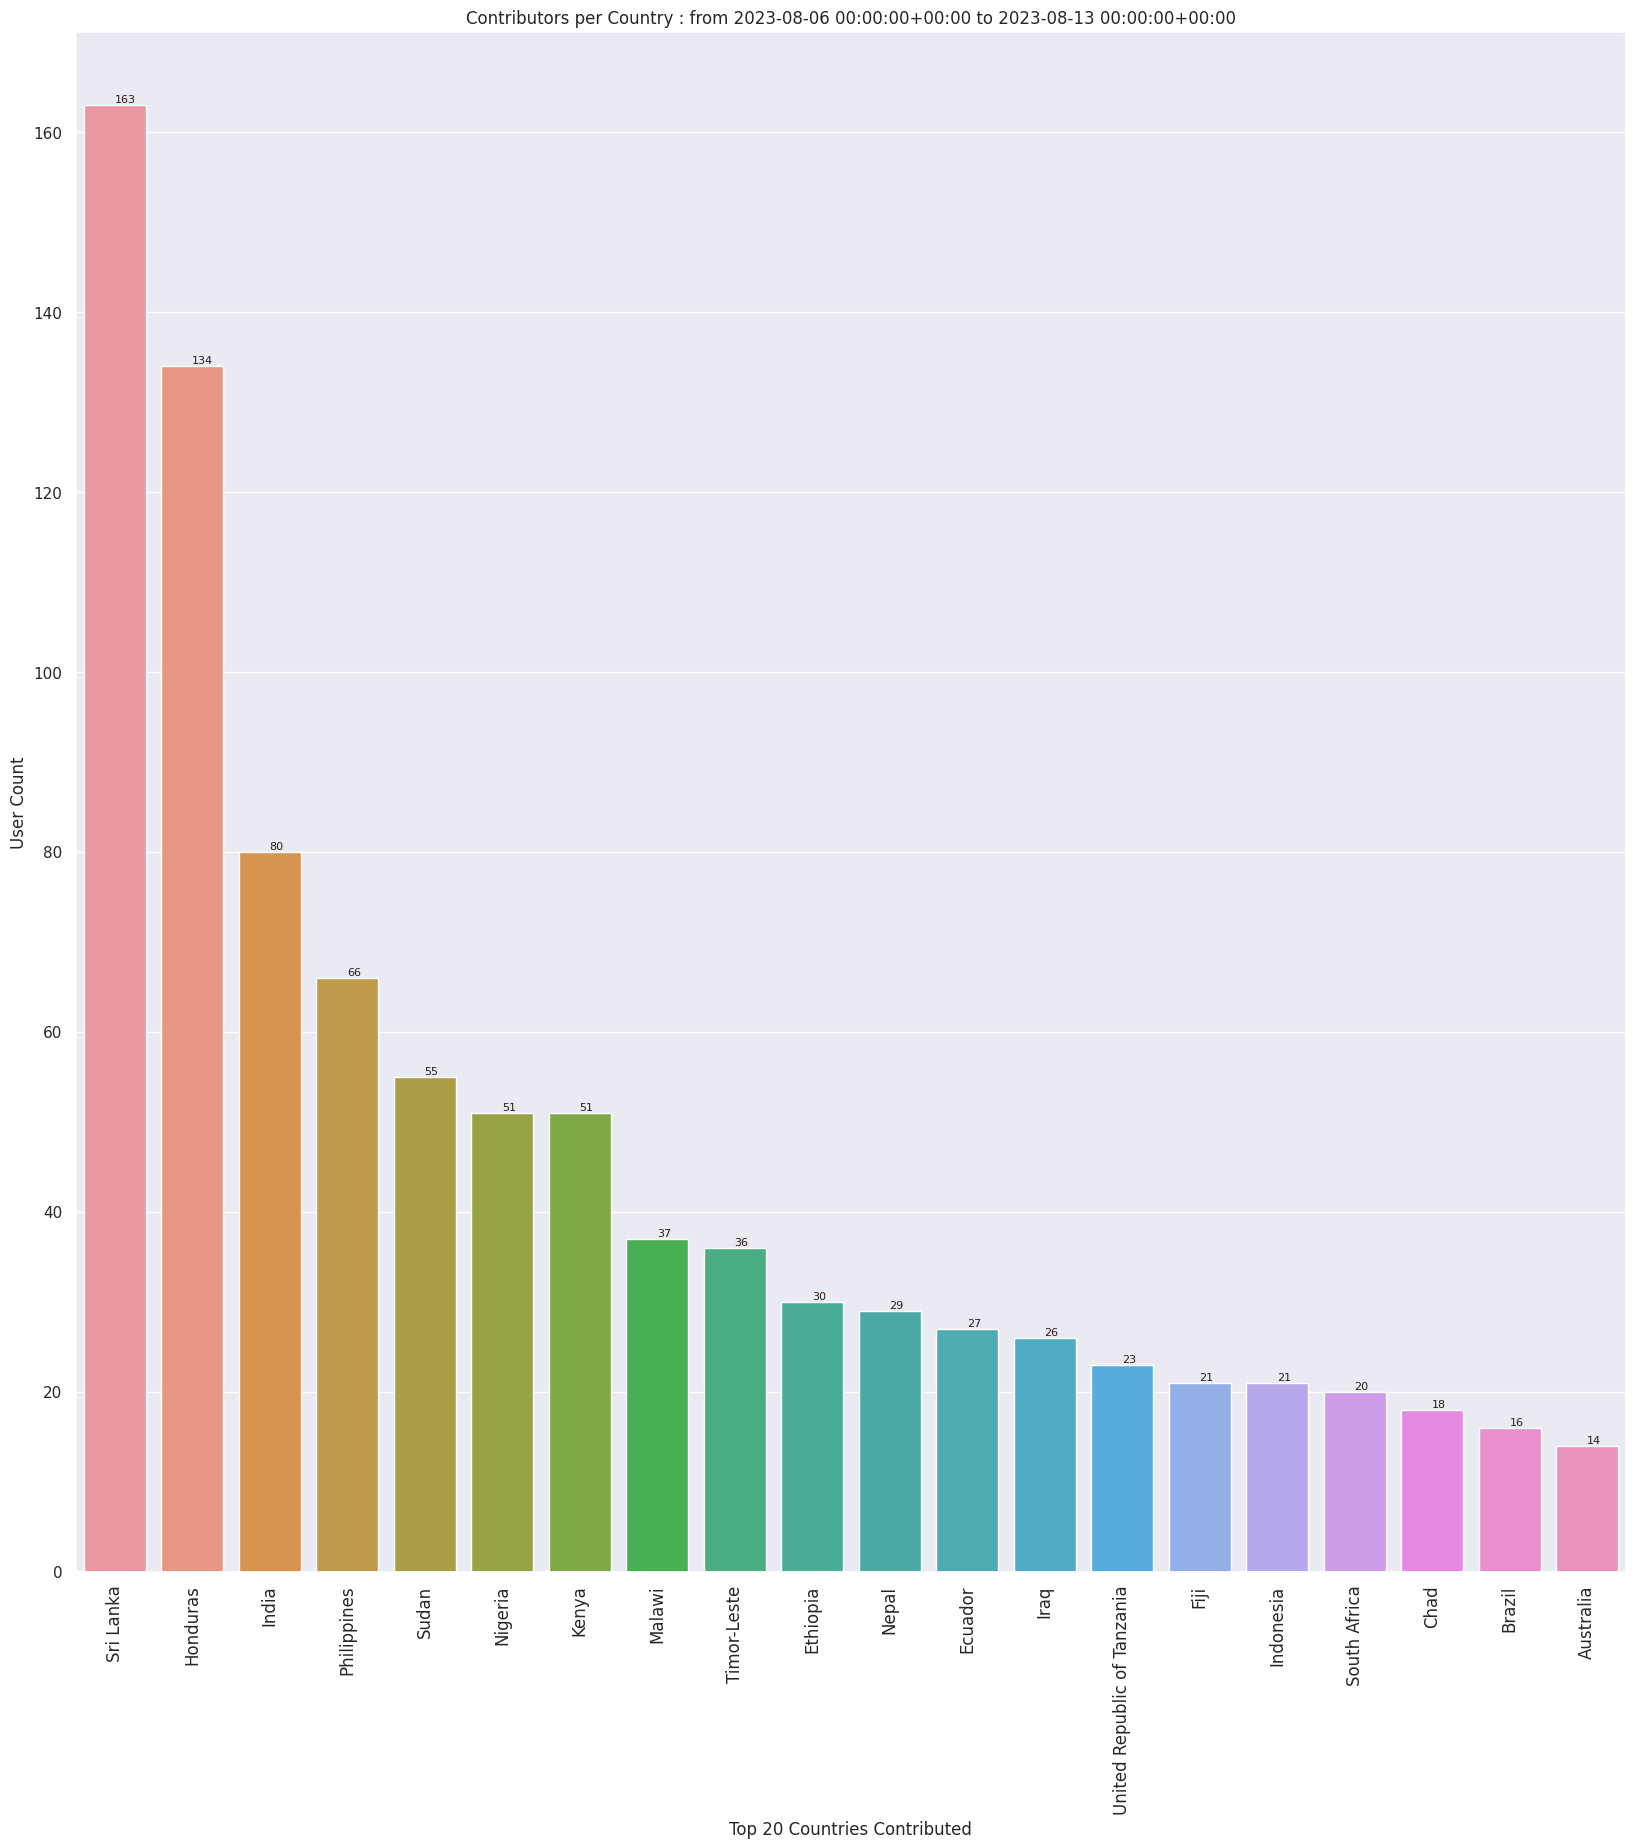 Contributors per Country : from 2023-08-06 00:00:00+00:00 to 2023-08-13 00:00:00+00:00
163
160
140
134
120
100
User Count
80
80
66
60
55
51
51
40
37
36
30
29
27
26
23
21
21
20
20
18
16
14
0
Sri Lanka
Honduras
India
Philippines
Sudan
Nigeria
Kenya
Malawi
Timor-Leste
Ethiopia
Nepal
Ecuador
Iraq
United Republic of Tanzania
Fiji
Indonesia
South Africa
Chad
Brazil
Australia
Top 20 Countries Contributed